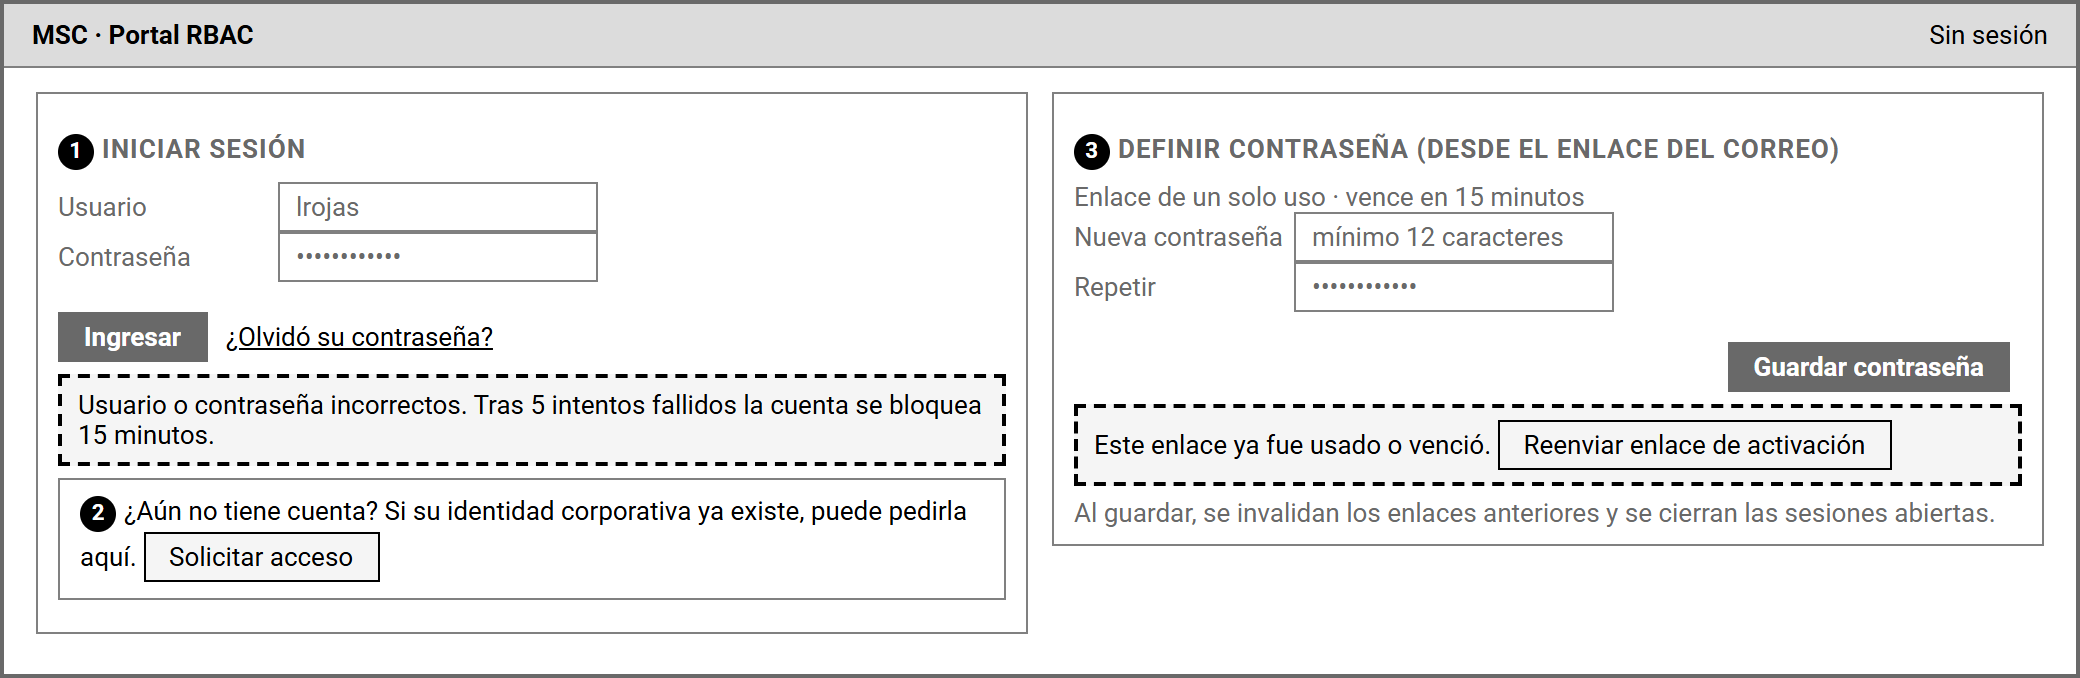 MSC · Portal RBAC
Sin sesión
1 INICIAR SESIÓN
Usuario
lrojas
Contraseña
••••••••••••
Ingresar
¿Olvidó su contraseña?
Usuario o contraseña incorrectos. Tras 5 intentos fallidos la cuenta se bloquea
15 minutos.
2 ¿Aún no tiene cuenta? Si su identidad corporativa ya existe, puede pedirla
aquí. Solicitar acceso
3 DEFINIR CONTRASEÑA (DESDE EL ENLACE DEL CORREO)
Enlace de un solo uso · vence en 15 minutos
Nueva contraseña
mínimo 12 caracteres
Repetir
••••••••••••
Guardar contraseña
Este enlace ya fue usado o venció. Reenviar enlace de activación
Al guardar, se invalidan los enlaces anteriores y se cierran las sesiones abiertas.